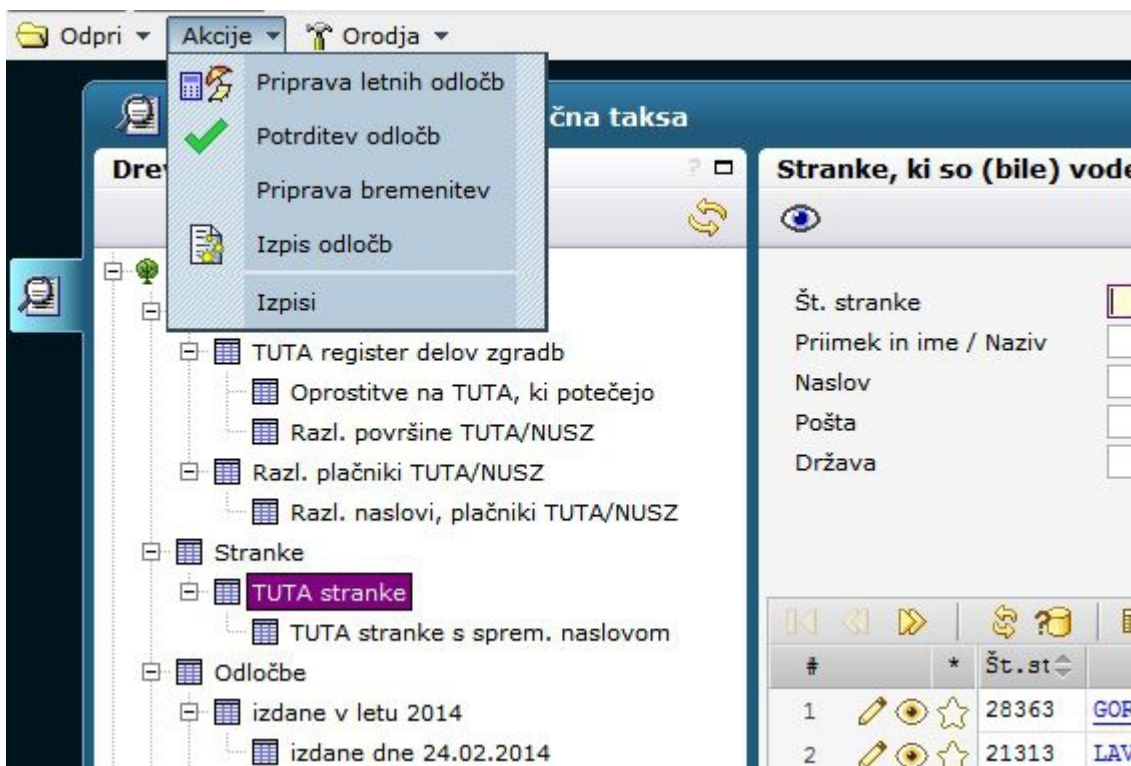 Odpri Akcije Orodja
Priprava letnih odločb
Potrditev odločb
Priprava bremenitev
Izpis odločb
Izpisi
čna taksa
Drev
?
TUTA register delov zgradb
Oprostitve na TUTA, ki potečejo
Razl. površine TUTA/NUSZ
Razl. plačniki TUTA/NUSZ
Razl. naslovi, plačniki TUTA/NUSZ
Stranke
TUTA stranke
TUTA stranke s sprem. naslovom
Odločbe
izdane v letu 2014
izdane dne 24.02.2014
Stranke, ki so (bile) vode
Št. stranke
Priimek in ime / Naziv
Naslov
Pošta
Država
# * Št.st
1 28363 GOR
2 21313 LAV